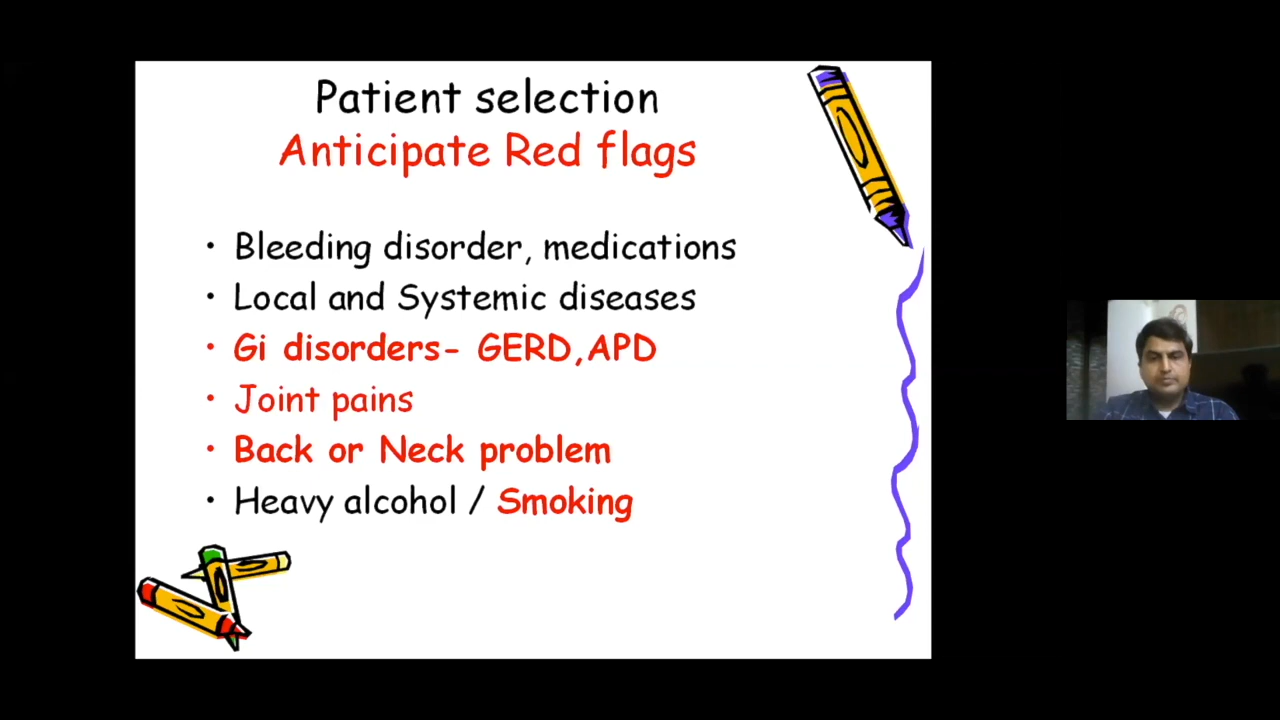 Patient selection
Anticipate Red flags
• Bleeding disorder, medications
• Local and Systemic diseases
• Gi disorders- GERD,APD
• Joint pains
• Back or Neck problem
• Heavy alcohol / Smoking